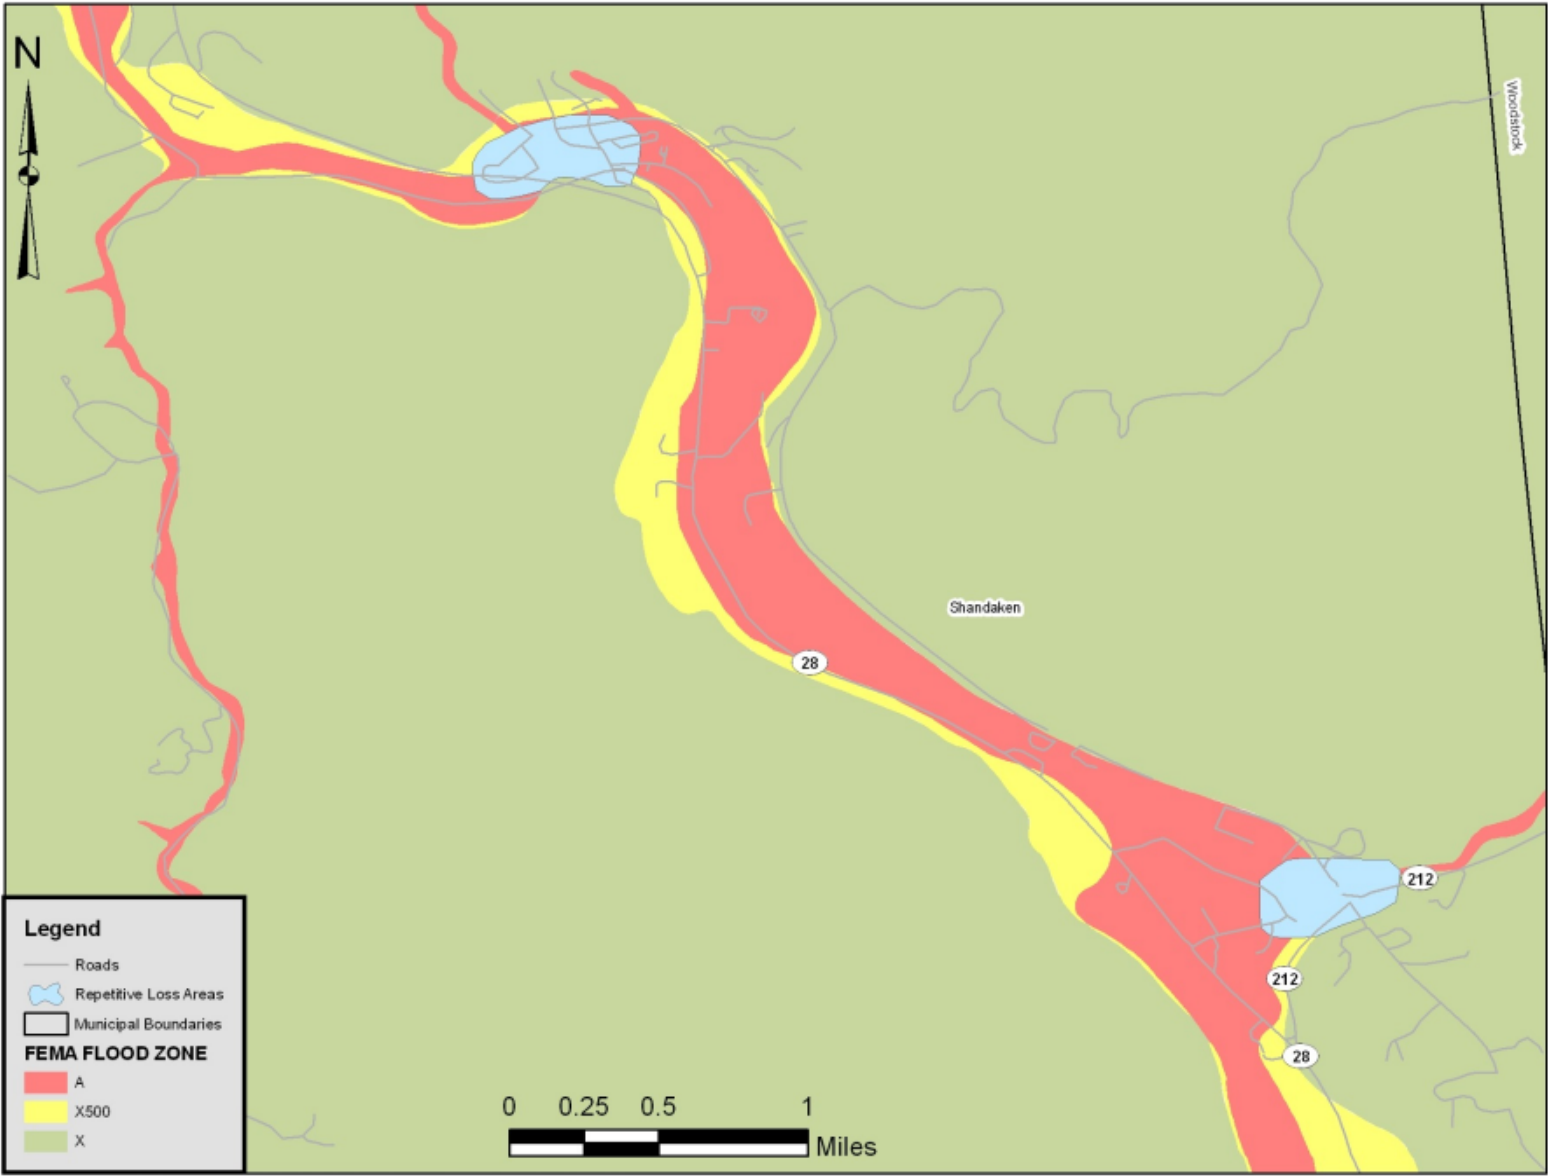 N
Woodstock
Shandaken
28
212
212
28
Legend
Roads
Repetitive Loss Areas
Municipal Boundaries
FEMA FLOOD ZONE
A
X500
X
0 0.25 0.5 1
Miles